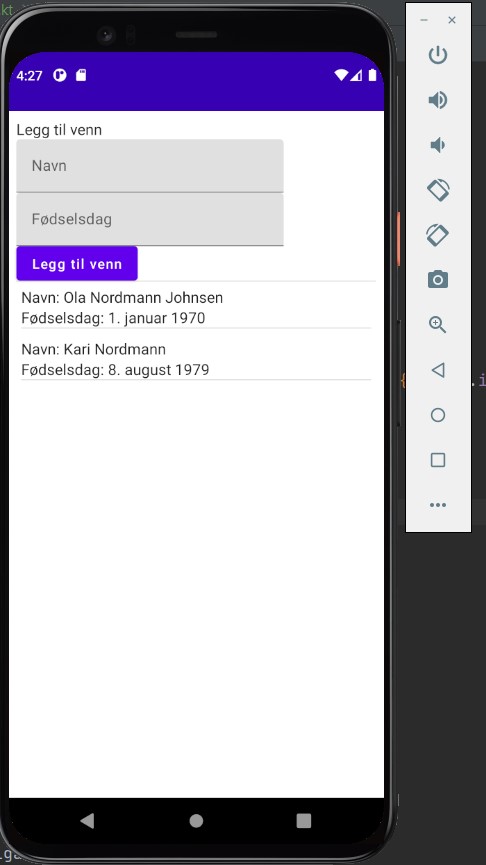 kt
4:27
Legg til venn
Navn
Fødselsdag
Legg til venn
Navn: Ola Nordmann Johnsen
Fødselsdag: 1. januar 1970
Navn: Kari Nordmann
Fødselsdag: 8. august 1979
{
.i